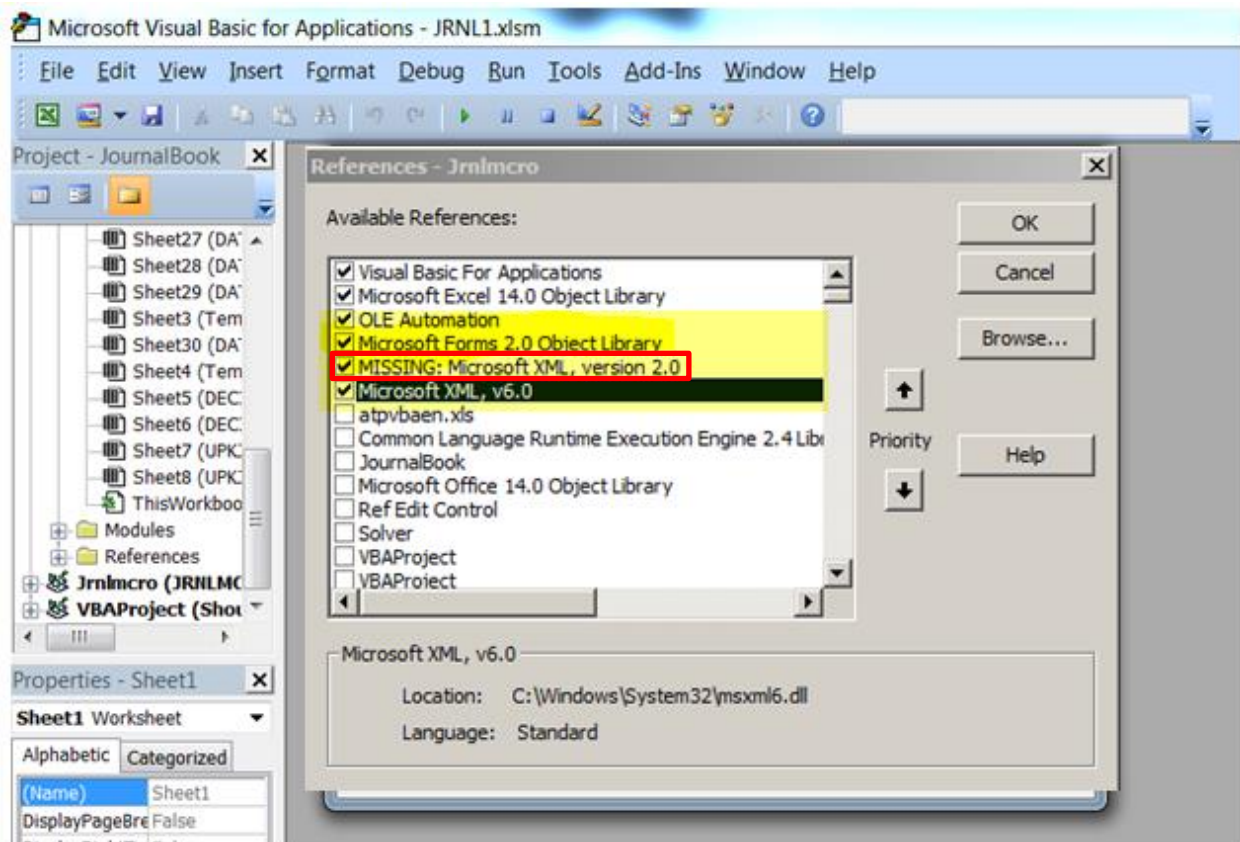 Microsoft Visual Basic for Applications - JRNL1.xlsm
File Edit View Insert Format Debug Run Tools Add-Ins Window Help
Project - JournalBook
Sheet27 (DA
Sheet28 (DA
Sheet29 (DA
Sheet3 (Tem
Sheet30 (DA
Sheet4 (Tem
Sheet5 (DEC
Sheet6 (DEC
Sheet7 (UPK
Sheet8 (UPK
ThisWorkboo
Modules
References
Jrnlmcro (JRNLMC
VBAProject (Shou
Properties - Sheet1
Sheet1 Worksheet
Alphabetic Categorized
(Name) Sheet1
DisplayPageBre False
References - Jrnlmcro
Available References:
Visual Basic For Applications
Microsoft Excel 14.0 Object Library
OLE Automation
Microsoft Forms 2.0 Object Library
MISSING: Microsoft XML, version 2.0
Microsoft XML, v6.0
atpvbaen.xls
Common Language Runtime Execution Engine 2.4 Libr
JournalBook
Microsoft Office 14.0 Object Library
Ref Edit Control
Solver
VBAProject
VBAProject
OK
Cancel
Browse...
Priority
Help
Microsoft XML, v6.0
Location: C:\Windows\System32\msxml6.dll
Language: Standard